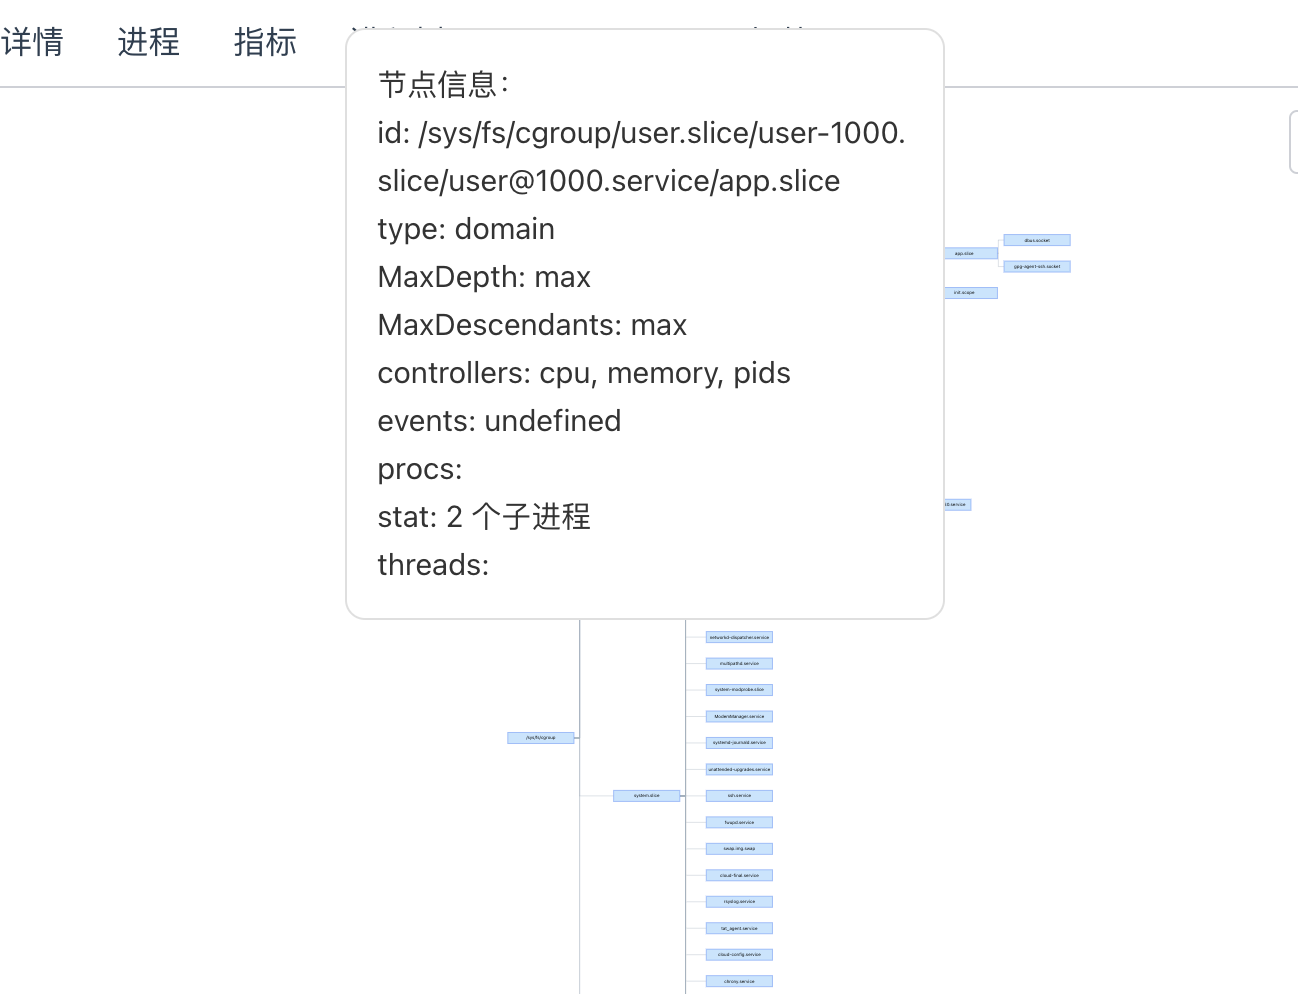 详情
进程
指标
节点信息：
id: /sys/fs/cgroup/user.slice/user-1000.
slice/user@1000.service/app.slice
type: domain
MaxDepth: max
MaxDescendants: max
controllers: cpu, memory, pids
events: undefined
procs:
stat: 2 个子进程
threads:
dbus.socket
app.slice
gpg-agent-ssh.socket
init.scope
networkd-dispatcher.service
multipathd.service
system-modprobe.slice
ModemManager.service
/sys/fs/cgroup
systemd-journald.service
unattended-upgrades.service
system.slice
ssh.service
fwupd.service
swap.img.swap
cloud-final.service
rsyslog.service
tat_agent.service
cloud-config.service
chrony.service